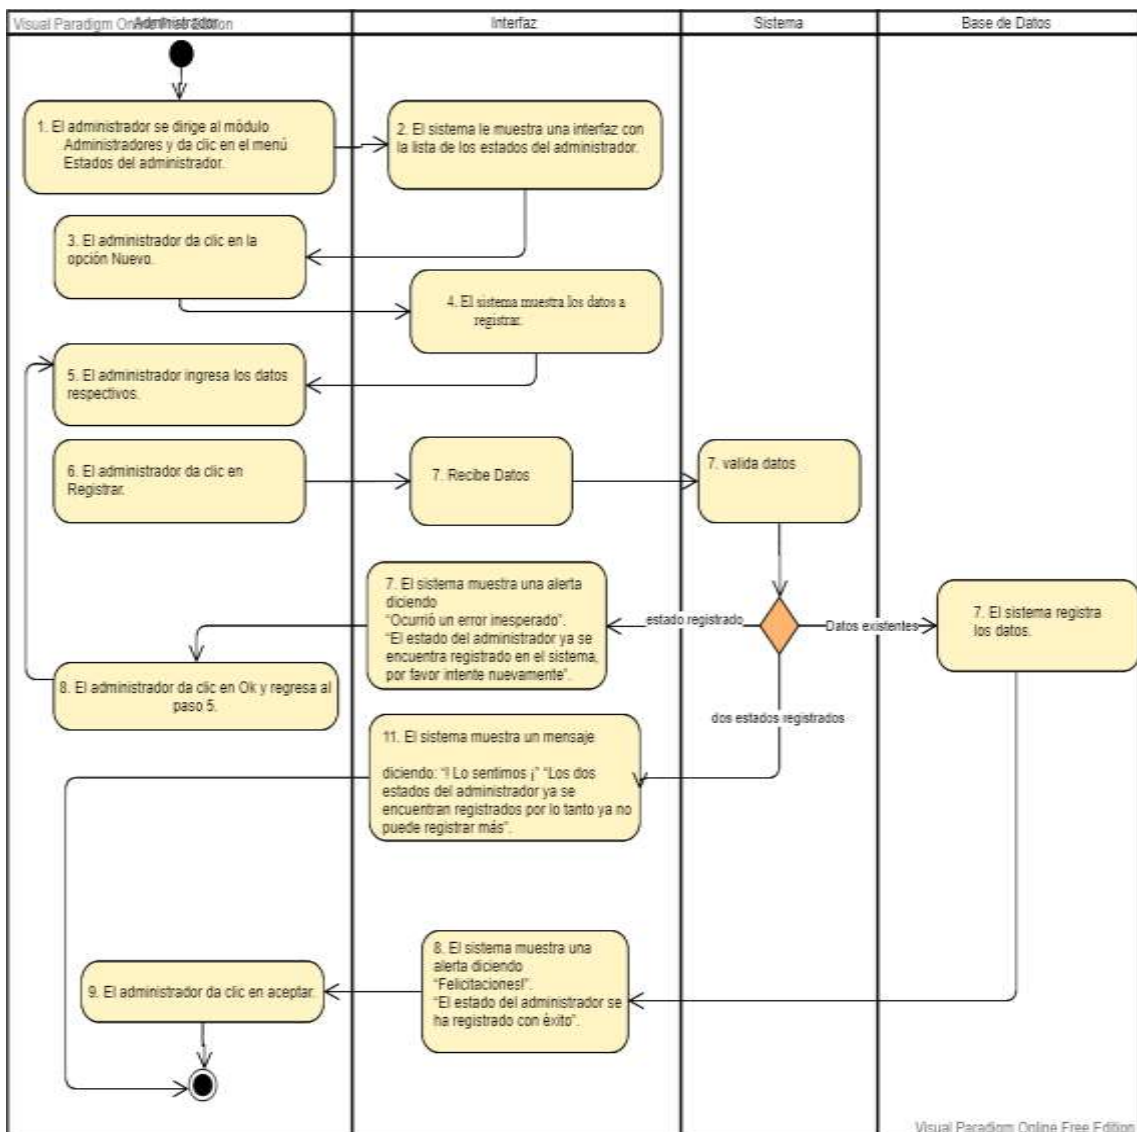 Visual Paradigm Online Free Edition
Administrador
Interfaz
Sistema
Base de Datos
1. El administrador se dirige al módulo
Administradores y da clic en el menú
Estados del administrador.
2. El sistema le muestra una interfaz con
la lista de los estados del administrador.
3. El administrador da clic en la
opción Nuevo.
4. El sistema muestra los datos a
registrar.
5. El administrador ingresa los datos
respectivos.
6. El administrador da clic en
Registrar.
7. Recibe Datos
7. valida datos
7. El sistema muestra una alerta
diciendo
“Ocurrió un error inesperado”.
“El estado del administrador ya se
encuentra registrado en el sistema,
por favor intente nuevamente”.
estado registrado
Datos existentes
7. El sistema registra
los datos.
8. El administrador da clic en Ok y regresa al
paso 5.
dos estados registrados
11. El sistema muestra un mensaje
diciendo: “! Lo sentimos ¡” “Los dos
estados del administrador ya se
encuentran registrados por lo tanto ya no
puede registrar más”.
8. El sistema muestra una
alerta diciendo
“Felicitaciones!”.
“El estado del administrador se
ha registrado con éxito”.
9. El administrador da clic en aceptar.
Visual Paradigm Online Free Edition